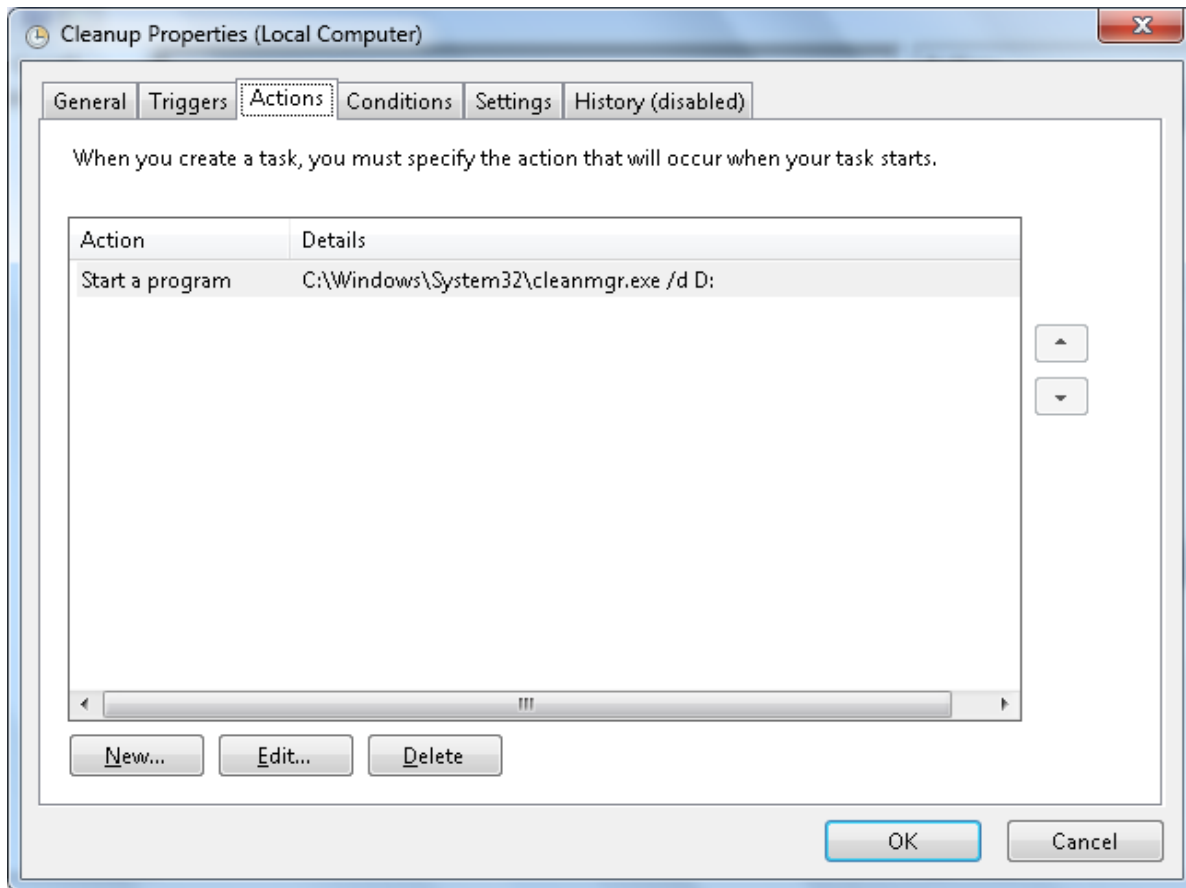 Cleanup Properties (Local Computer)
General Triggers Actions Conditions Settings History (disabled)
When you create a task, you must specify the action that will occur when your task starts.
Action Details
Start a program C:\Windows\System32\cleanmgr.exe /d D:
New... Edit... Delete
OK Cancel